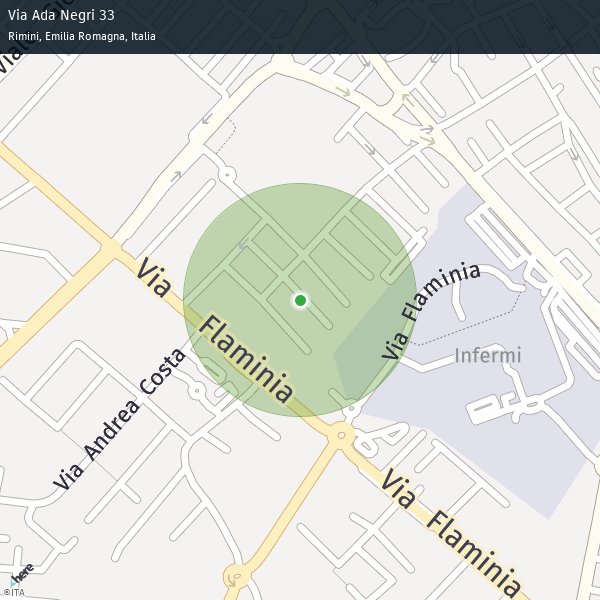 Via Ada Negri 33
Rimini, Emilia Romagna, Italia
Via Flaminia
Via Flaminia
Infermi
Via Andrea Costa
Via Flaminia
here
©ITA